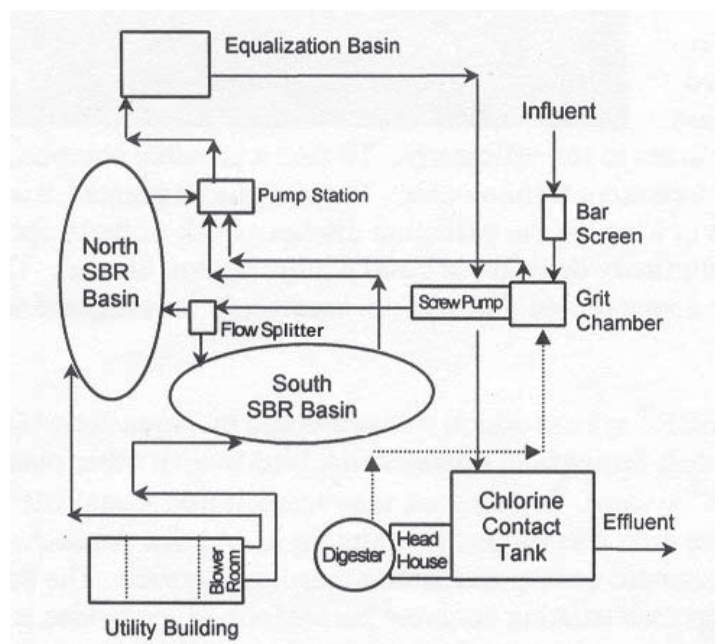 Equalization Basin
Influent
Pump Station
Bar
Screen
North
SBR
Basin
Screw Pump
Grit
Chamber
Flow Splitter
South
SBR Basin
Chlorine
Contact
Tank
Effluent
Digester
Head
House
Blower
Room
Utility Building